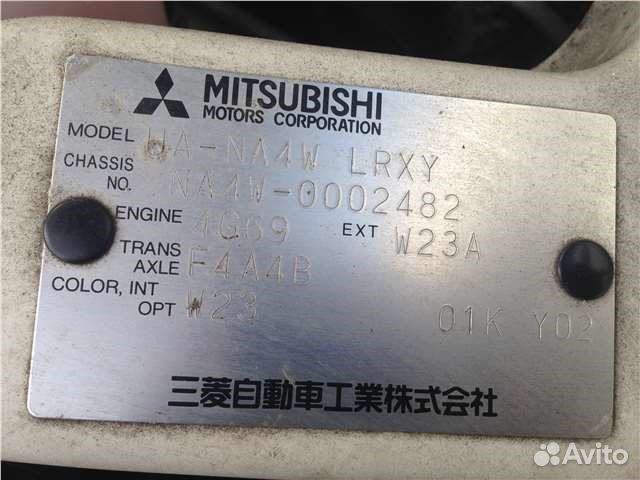 MITSUBISHI
MOTORS CORPORATION
MODEL UA-NA4W LRXY
CHASSIS NO. NA4W-0002482
ENGINE 4G69 EXT W23A
TRANS AXLE F4A4B
COLOR, INT OPT W23 01K Y02
三菱自動車工業株式会社
Avito